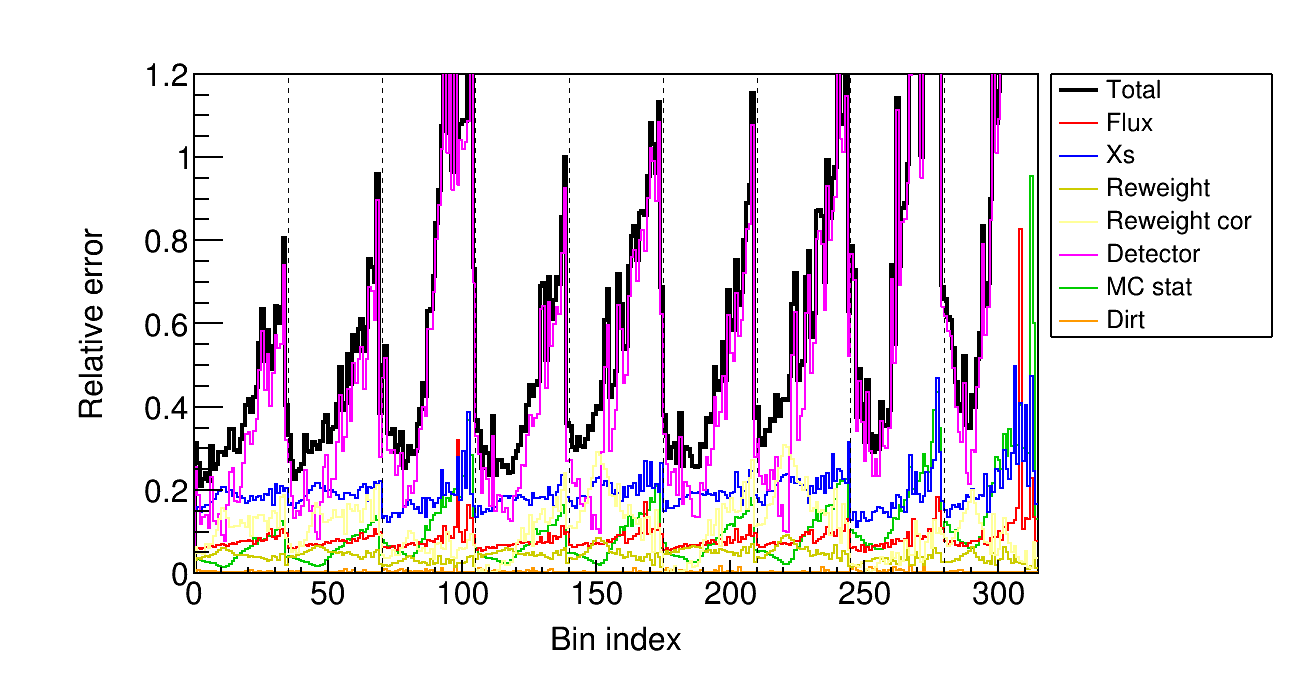 1.2
1
0.8
0.6
0.4
0.2
0
Relative error
0 50 100 150 200 250 300
Bin index
Total
Flux
Xs
Reweight
Reweight cor
Detector
MC stat
Dirt